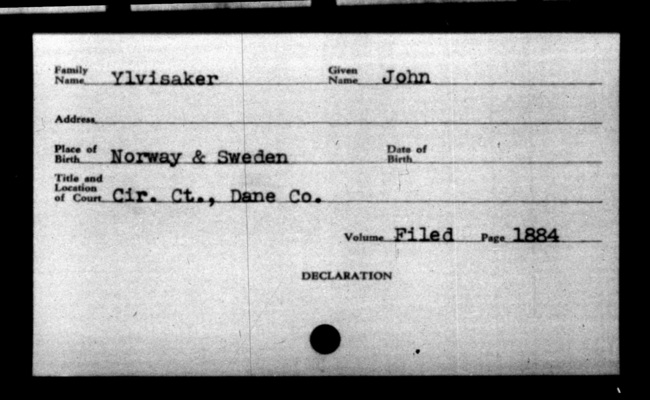 Family Name Ylvisaker Given Name John
Address
Place of Birth Norway & Sweden Date of Birth
Title and Location of Court Cir. Ct., Dane Co.
Volume Filed Page 1884
DECLARATION